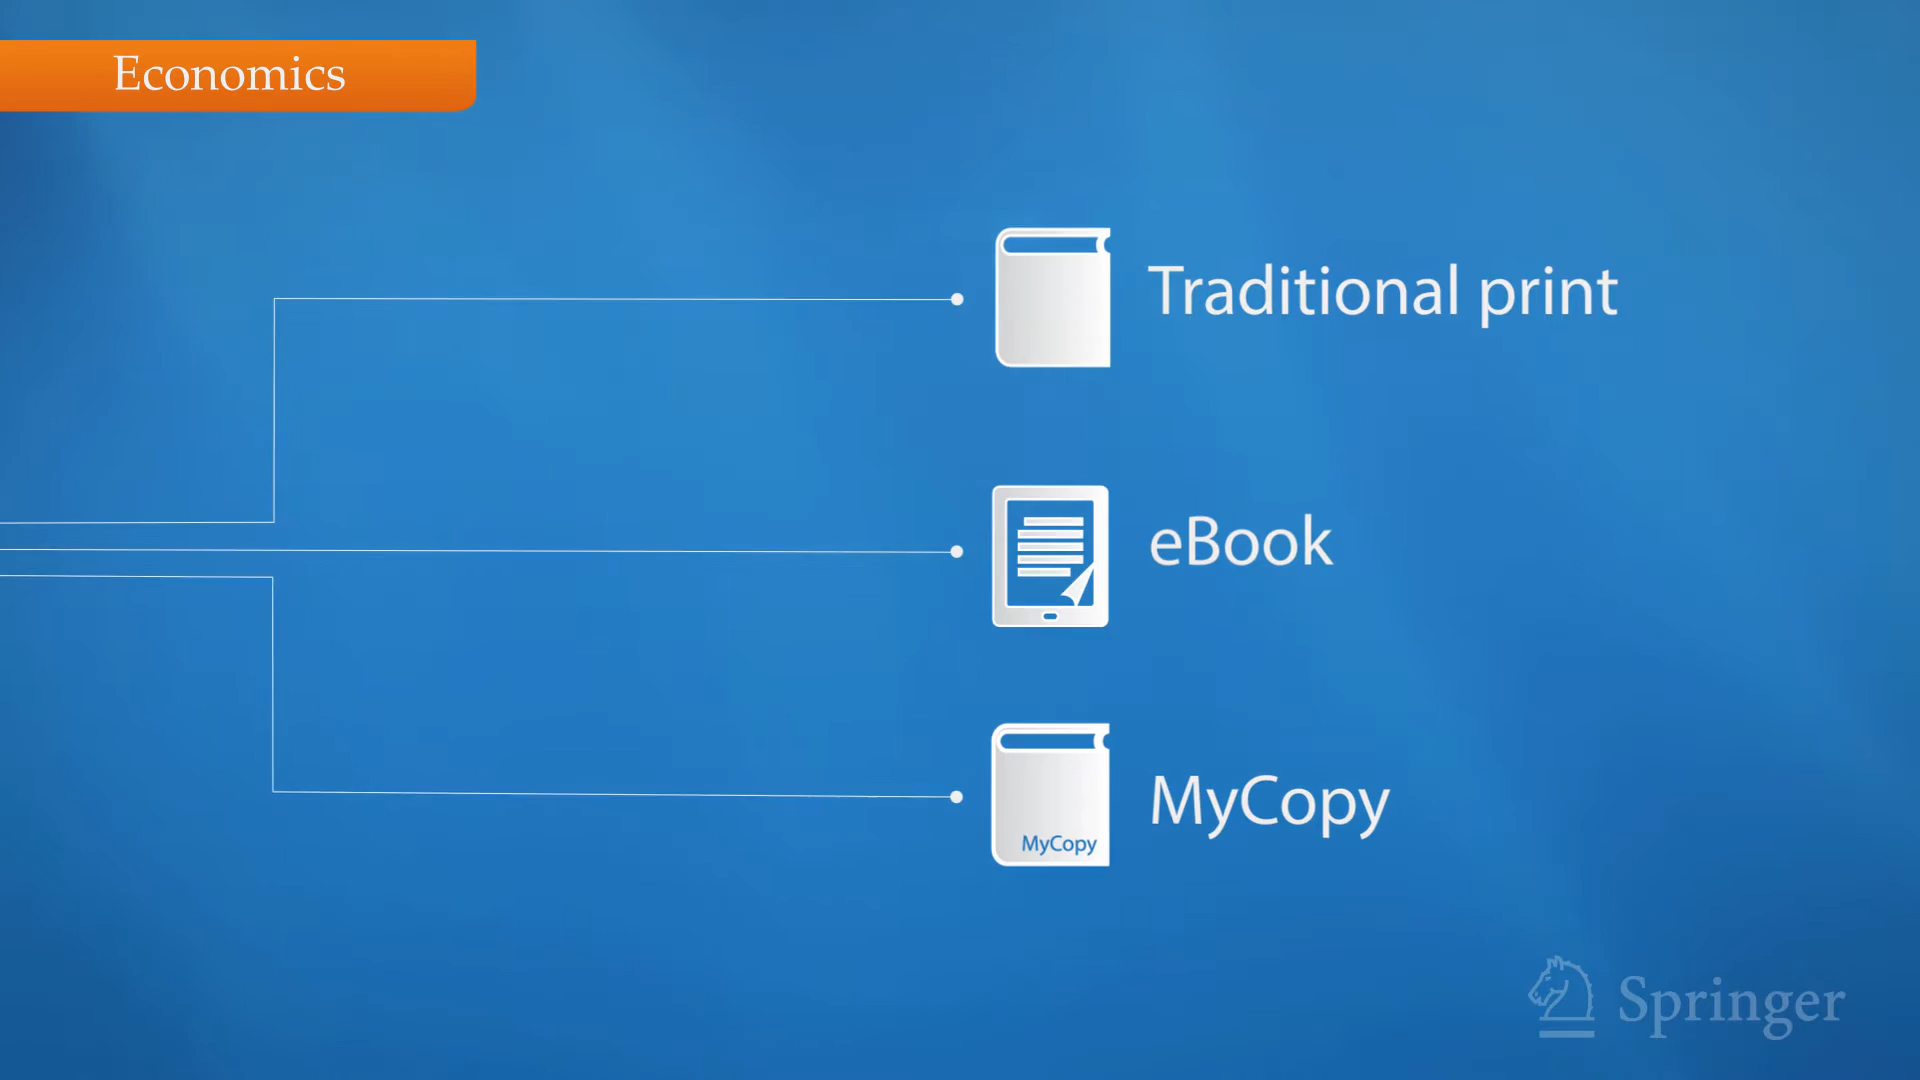 Economics
Traditional print
eBook
MyCopy
MyCopy
Springer